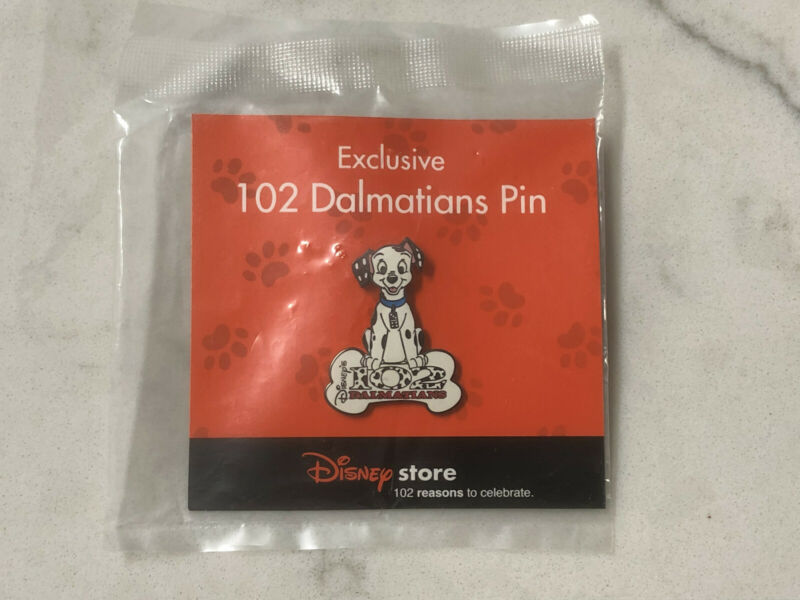 Exclusive
102 Dalmatians Pin
Disney's
102
DALMATIANS
Disney store
102 reasons to celebrate.